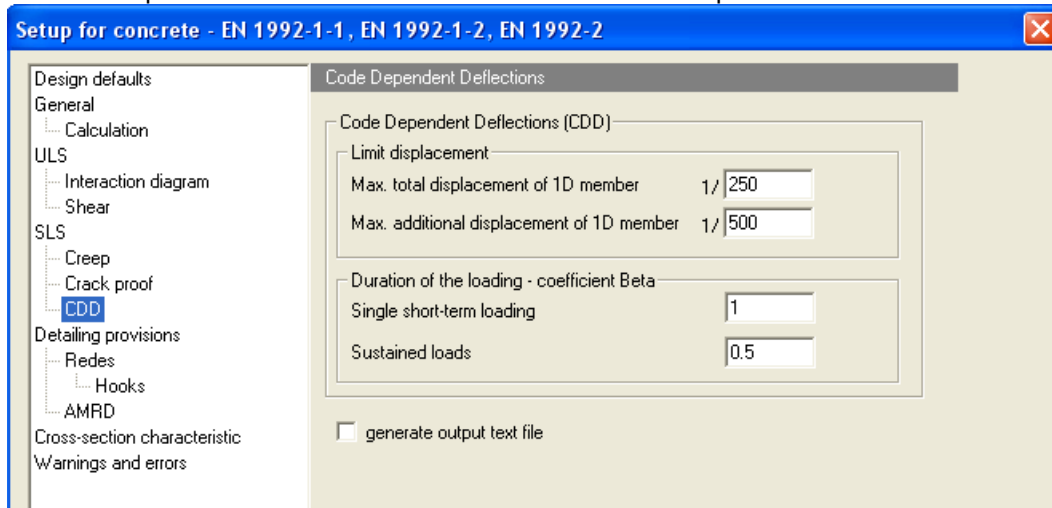 Setup for concrete - EN 1992-1-1, EN 1992-1-2, EN 1992-2
Design defaults
General
Calculation
ULS
Interaction diagram
Shear
SLS
Creep
Crack proof
CDD
Detailing provisions
Redes
Hooks
AMRD
Cross-section characteristic
Warnings and errors
Code Dependent Deflections
Code Dependent Deflections (CDD)
Limit displacement
Max. total displacement of 1D member 1/ 250
Max. additional displacement of 1D member 1/ 500
Duration of the loading - coefficient Beta
Single short-term loading 1
Sustained loads 0.5
generate output text file